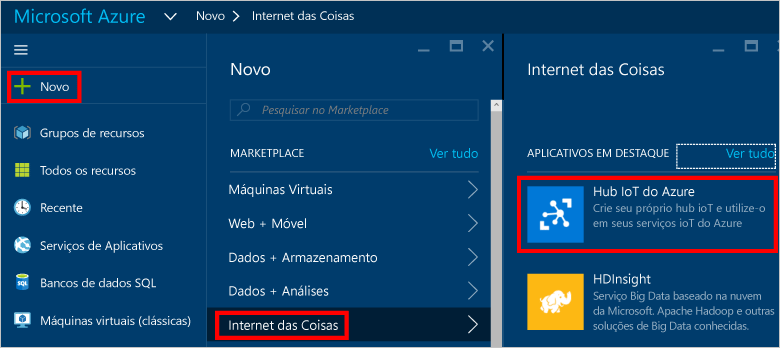 Microsoft Azure Novo Internet das Coisas
Novo
Grupos de recursos
Todos os recursos
Recente
Serviços de Aplicativos
Bancos de dados SQL
Máquinas virtuais (clássicas)
Novo
Pesquisar no Marketplace
MARKETPLACE Ver tudo
Máquinas Virtuais
Web + Móvel
Dados + Armazenamento
Dados + Análises
Internet das Coisas
Internet das Coisas
APLICATIVOS EM DESTAQUE Ver tudo
Hub IoT do Azure
Crie seu próprio hub ioT e utilize-o
em seus serviços ioT do Azure
HDInsight
Serviço Big Data baseado na nuvem
da Microsoft. Apache Hadoop e outras
soluções de Big Data conhecidas.